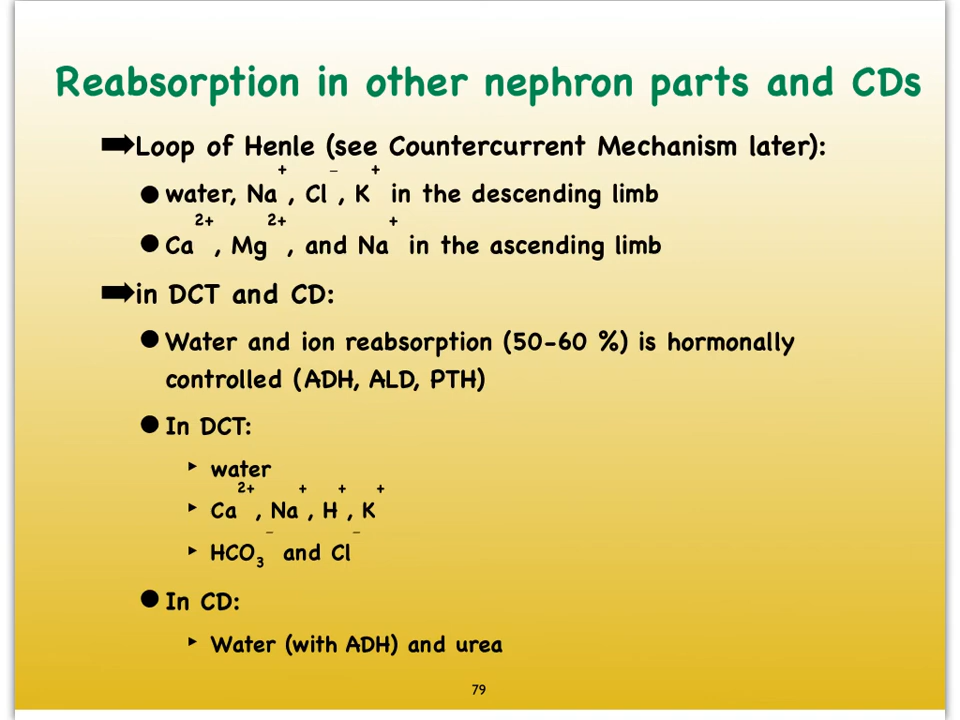 Reabsorption in other nephron parts and CDs
➡Loop of Henle (see Countercurrent Mechanism later):
● water, Na⁺, Cl⁻, K⁺ in the descending limb
● Ca²⁺, Mg²⁺, and Na⁺ in the ascending limb
➡in DCT and CD:
● Water and ion reabsorption (50-60 %) is hormonally
controlled (ADH, ALD, PTH)
● In DCT:
‣ water
‣ Ca²⁺, Na⁺, H⁺, K⁺
‣ HCO₃⁻ and Cl⁻
● In CD:
‣ Water (with ADH) and urea
79